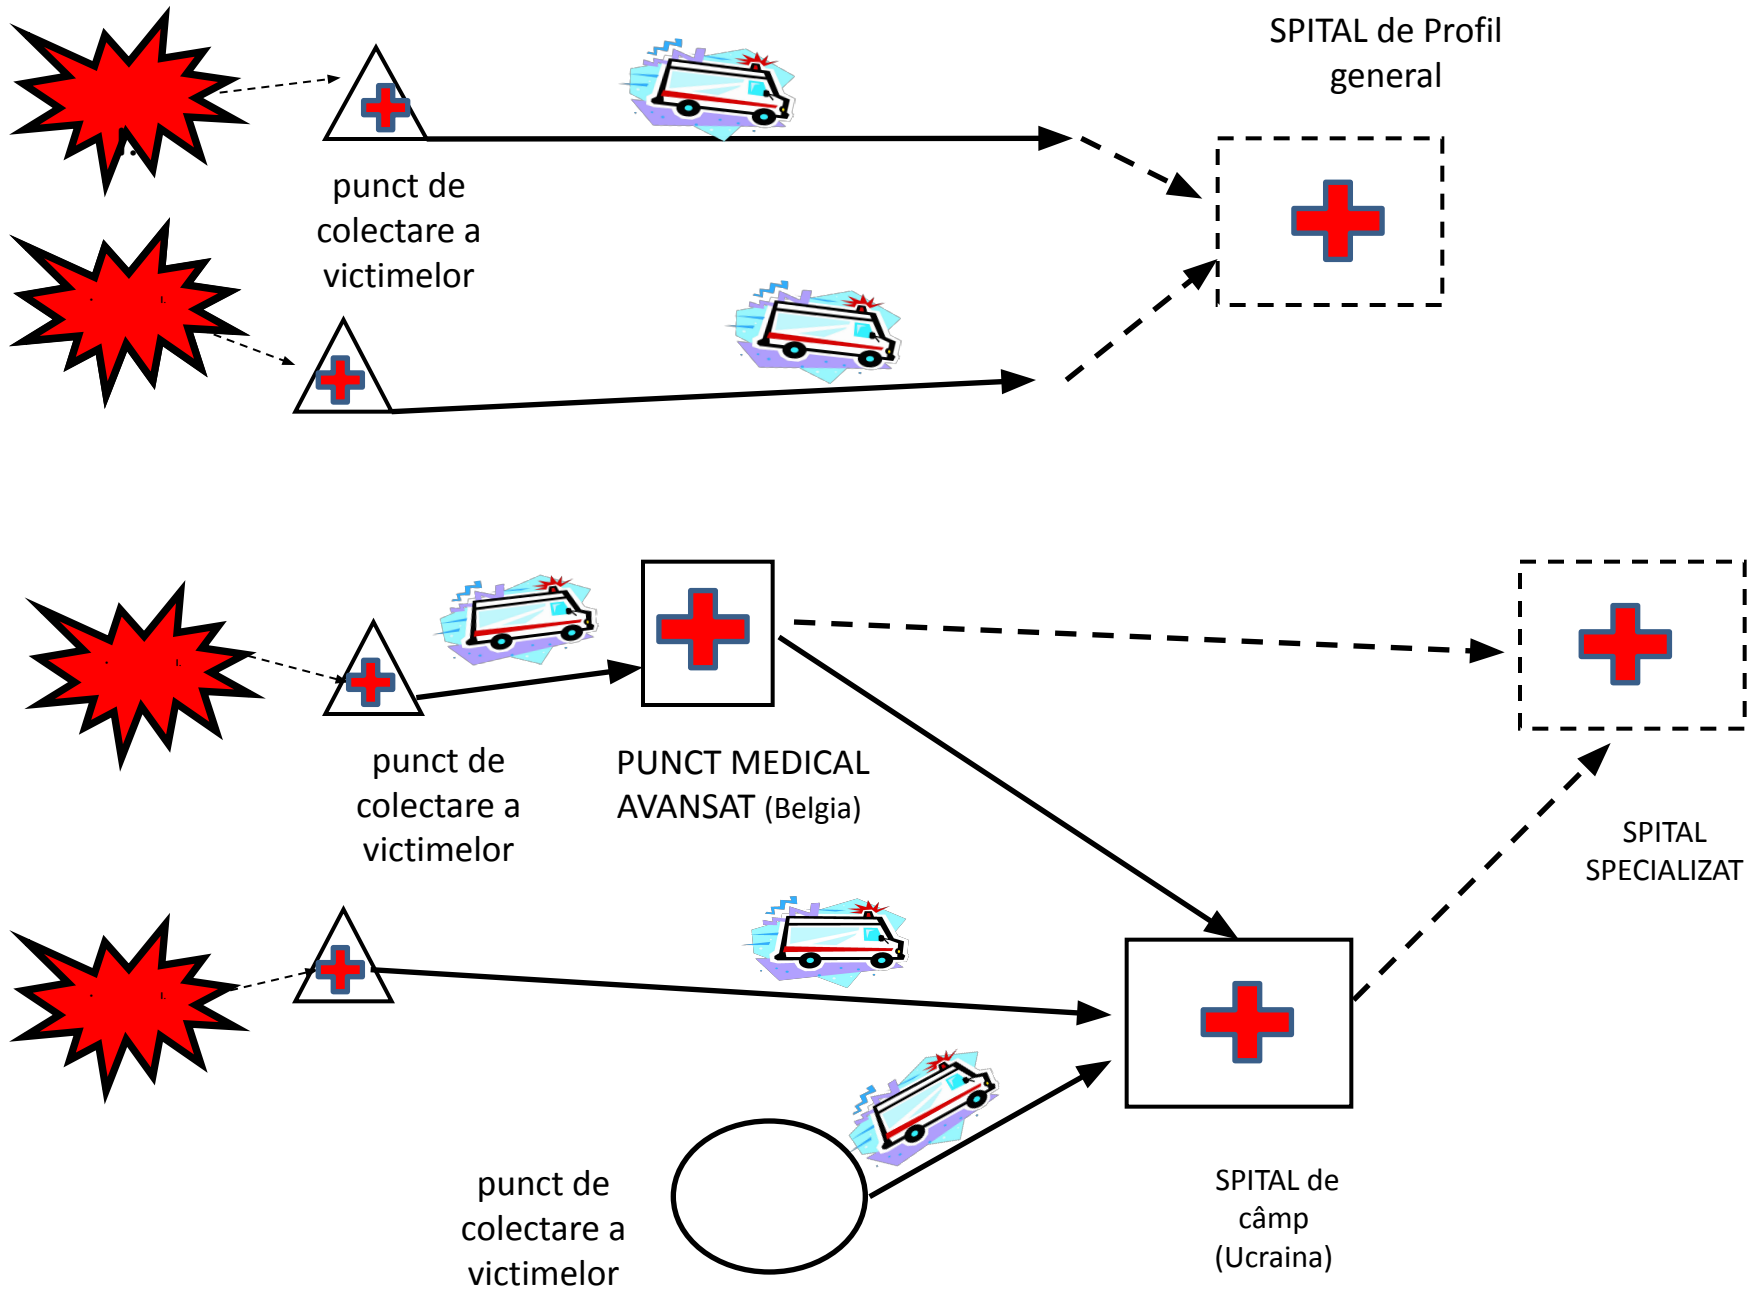 SPITAL de Profil
general
punct de
colectare a
victimelor
punct de
colectare a
victimelor
PUNCT MEDICAL
AVANSAT (Belgia)
SPITAL
SPECIALIZAT
punct de
colectare a
victimelor
SPITAL de
câmp
(Ucraina)